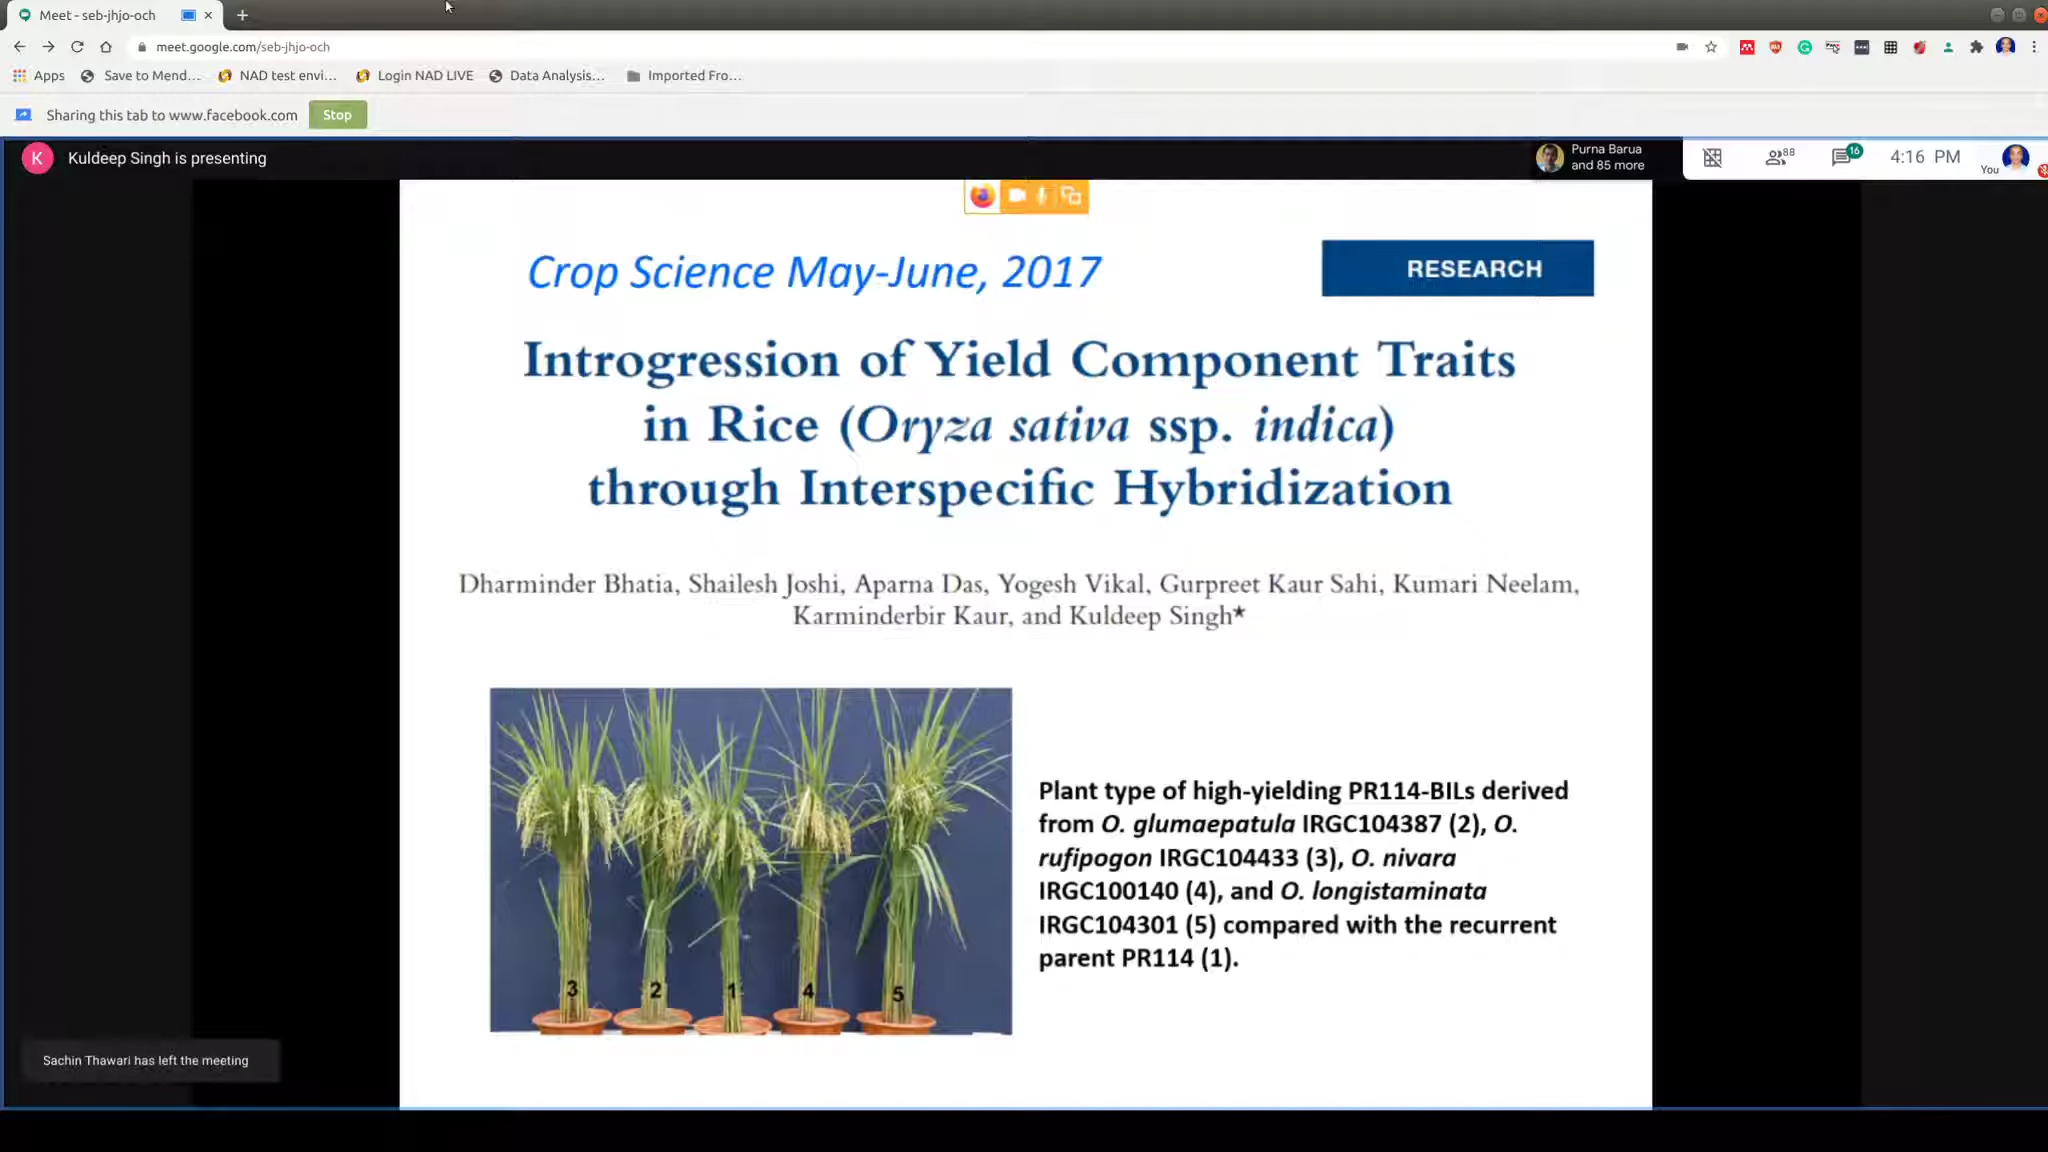 Meet - seb-jhjo-och
meet.google.com/seb-jhjo-och
Apps Save to Mend... NAD test envi... Login NAD LIVE Data Analysis... Imported Fro...
Sharing this tab to www.facebook.com Stop
K Kuldeep Singh is presenting
Purna Barua
and 85 more
88 16 4:16 PM
You
Crop Science May-June, 2017
RESEARCH
Introgression of Yield Component Traits
in Rice (Oryza sativa ssp. indica)
through Interspecific Hybridization
Dharminder Bhatia, Shailesh Joshi, Aparna Das, Yogesh Vikal, Gurpreet Kaur Sahi, Kumari Neelam,
Karminderbir Kaur, and Kuldeep Singh★
Plant type of high-yielding PR114-BILs derived
from O. glumaepatula IRGC104387 (2), O.
rufipogon IRGC104433 (3), O. nivara
IRGC100140 (4), and O. longistaminata
IRGC104301 (5) compared with the recurrent
parent PR114 (1).
3 2 1 4 5
Sachin Thawari has left the meeting